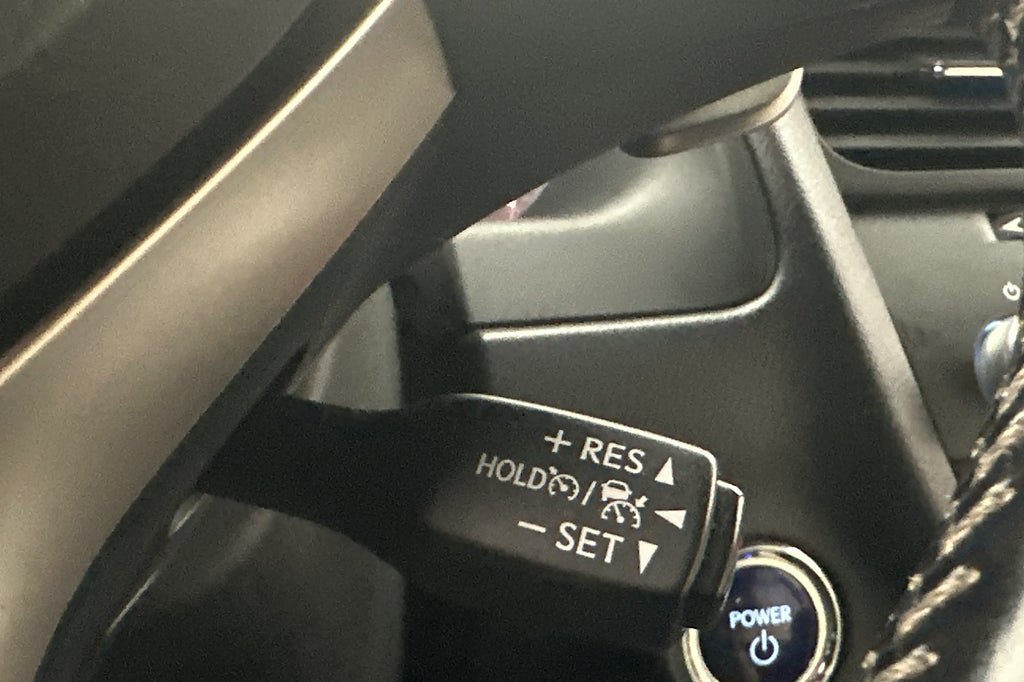 + RES
HOLD /
− SET
POWER